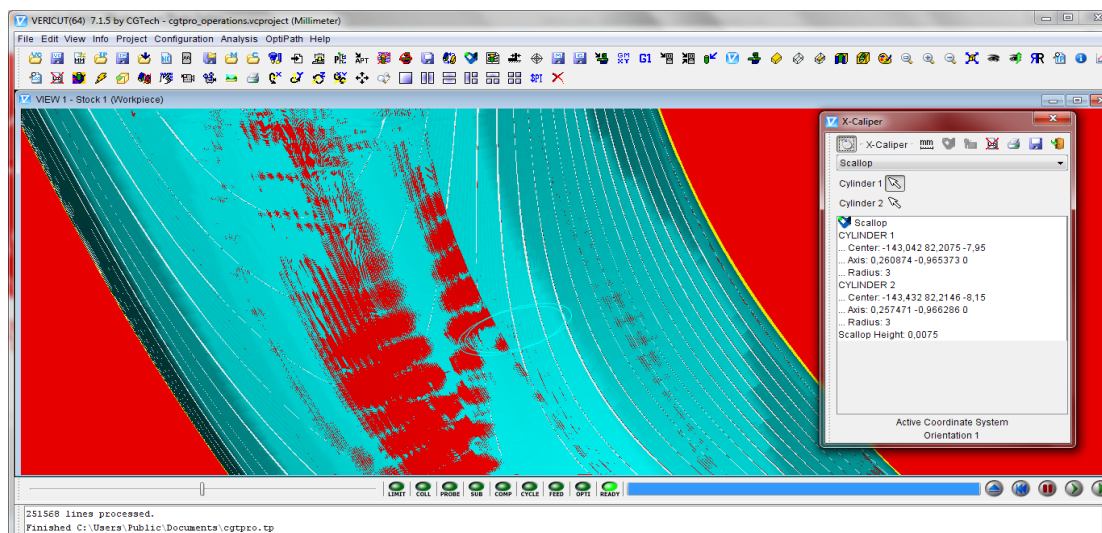 VERICUT(64)  7.1.5 by CGTech - cgtpro_operations.vcproject (Millimeter)
File Edit View Info Project Configuration Analysis OptiPath Help
G1
VIEW 1 - Stock 1 (Workpiece)
X-Caliper
X-Caliper mm
Scallop
Cylinder 1
Cylinder 2
Scallop
CYLINDER 1
... Center: -143,042 82,2075 -7,95
... Axis: 0,260874 -0,965373 0
... Radius: 3
CYLINDER 2
... Center: -143,432 82,2146 -8,15
... Axis: 0,257471 -0,966286 0
... Radius: 3
Scallop Height: 0,0075
Active Coordinate System
Orientation 1
LIMIT COLL PROBE SUB COMP CYCLE FEED OPTI READY
251568 lines processed.
Finished C:\Users\Public\Documents\cgtpro.tp